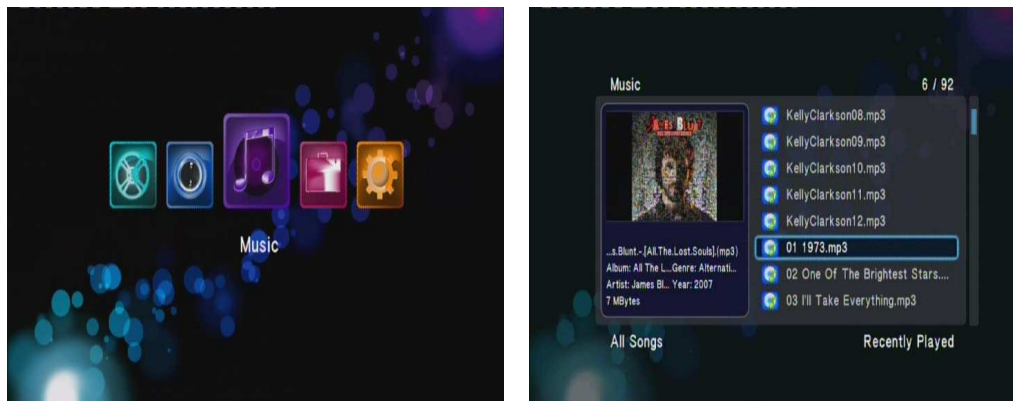 Music
Music
6 / 92
JAMES BLUNT
KellyClarkson08.mp3
KellyClarkson09.mp3
KellyClarkson10.mp3
KellyClarkson11.mp3
KellyClarkson12.mp3
01 1973.mp3
02 One Of The Brightest Stars....
03 I'll Take Everything.mp3
...s.Blunt.-.[All.The.Lost.Souls].(mp3)
Album: All The L... Genre: Alternati...
Artist: James Bl... Year: 2007
7 MBytes
All Songs
Recently Played